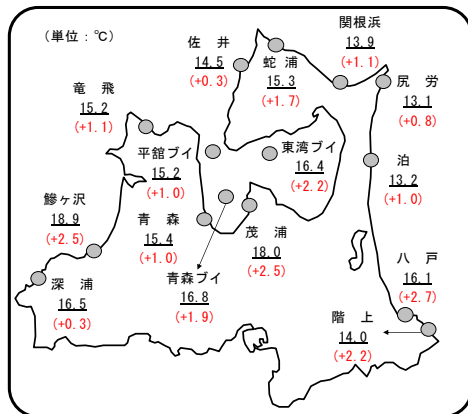 (単位：℃)
佐 井
14.5
(+0.3)
蛇 浦
15.3
(+1.7)
関根浜
13.9
(+1.1)
尻 労
13.1
(+0.8)
竜 飛
15.2
(+1.1)
平舘ブイ
15.2
(+1.0)
東湾ブイ
16.4
(+2.2)
泊
13.2
(+1.0)
鰺ヶ沢
18.9
(+2.5)
青 森
15.4
(+1.0)
茂 浦
18.0
(+2.5)
青森ブイ
16.8
(+1.9)
八 戸
16.1
(+2.7)
深 浦
16.5
(+0.3)
階 上
14.0
(+2.2)